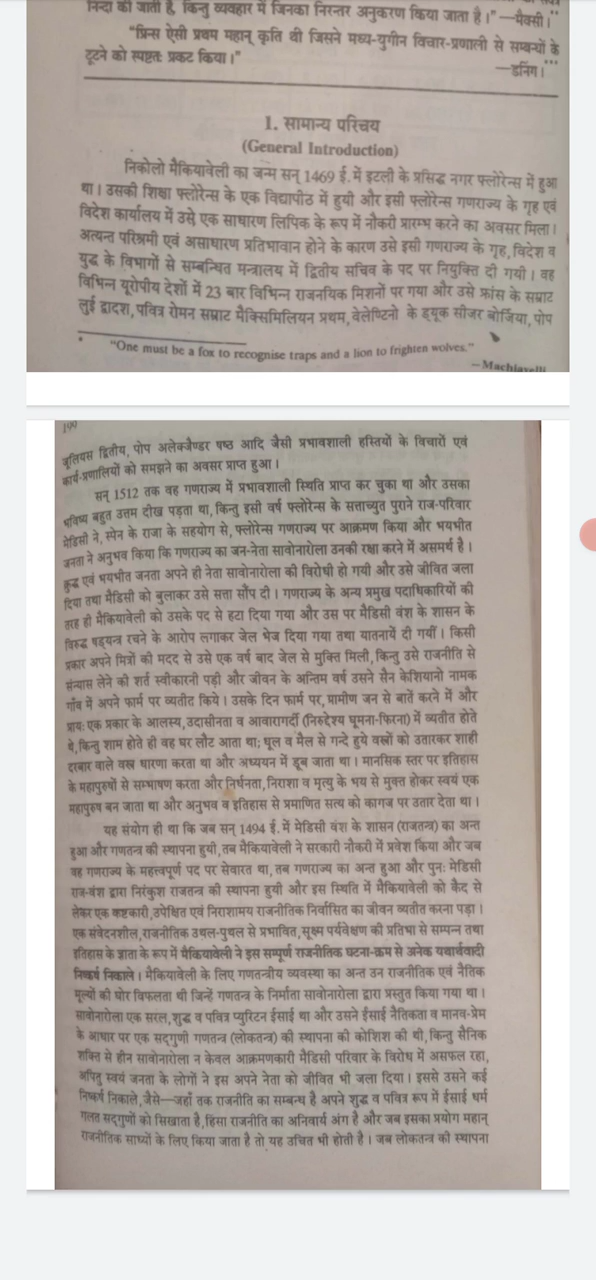 निन्दा की जाती है, किन्तु व्यवहार में जिनका निरन्तर अनुकरण किया जाता है।" —मैक्सी।
"प्रिन्स ऐसी प्रथम महान् कृति थी जिसने मध्य-युगीन विचार-प्रणाली से सम्बन्धों के
टूटने को स्पष्टतः प्रकट किया।"
—डनिंग।
1. सामान्य परिचय
(General Introduction)
निकोलो मैकियावेली का जन्म सन् 1469 ई. में इटली के प्रसिद्ध नगर फ्लोरेन्स में हुआ
था। उसकी शिक्षा फ्लोरेन्स के एक विद्यापीठ में हुयी और इसी फ्लोरेन्स गणराज्य के गृह एवं
विदेश कार्यालय में उसे एक साधारण लिपिक के रूप में नौकरी प्रारम्भ करने का अवसर मिला।
अत्यन्त परिश्रमी एवं असाधारण प्रतिभावान होने के कारण उसे इसी गणराज्य के गृह, विदेश व
युद्ध के विभागों से सम्बन्धित मन्त्रालय में द्वितीय सचिव के पद पर नियुक्ति दी गयी। वह
विभिन्न यूरोपीय देशों में 23 बार विभिन्न राजनयिक मिशनों पर गया और उसे फ्रांस के सम्राट
लुई द्वादश, पवित्र रोमन सम्राट मैक्सिमिलियन प्रथम, वेलेण्टिनो के ड्यूक सीजर बोर्जिया, पोप
* "One must be a fox to recognise traps and a lion to frighten wolves."
—Machiavelli
जूलियस द्वितीय, पोप अलेक्जैण्डर षष्ठ आदि जैसी प्रभावशाली हस्तियों के विचारों एवं
कार्य-प्रणालियों को समझने का अवसर प्राप्त हुआ।
सन् 1512 तक वह गणराज्य में प्रभावशाली स्थिति प्राप्त कर चुका था और उसका
भविष्य बहुत उत्तम दीख पड़ता था, किन्तु इसी वर्ष फ्लोरेन्स के सत्ताच्युत पुराने राज-परिवार
मेडिसी ने, स्पेन के राजा के सहयोग से, फ्लोरेन्स गणराज्य पर आक्रमण किया और भयभीत
जनता ने अनुभव किया कि गणराज्य का जन-नेता सावोनारोला उनकी रक्षा करने में असमर्थ है।
क्रुद्ध एवं भयभीत जनता अपने ही नेता सावोनारोला की विरोधी हो गयी और उसे जीवित जला
दिया तथा मैडिसी को बुलाकर उसे सत्ता सौंप दी। गणराज्य के अन्य प्रमुख पदाधिकारियों की
तरह ही मैकियावेली को उसके पद से हटा दिया गया और उस पर मैडिसी वंश के शासन के
विरुद्ध षड्यन्त्र रचने के आरोप लगाकर जेल भेज दिया गया तथा यातनायें दी गयीं। किसी
प्रकार अपने मित्रों की मदद से उसे एक वर्ष बाद जेल से मुक्ति मिली, किन्तु उसे राजनीति से
संन्यास लेने की शर्त स्वीकारनी पड़ी और जीवन के अन्तिम वर्ष उसने सैन केशियानो नामक
गाँव में अपने फार्म पर व्यतीत किये। उसके दिन फार्म पर, ग्रामीण जन से बातें करने में और
प्रायः एक प्रकार के आलस्य, उदासीनता व आवारागर्दी (निरुद्देश्य घूमना-फिरना) में व्यतीत होते
थे, किन्तु शाम होते ही वह घर लौट आता था; धूल व मैल से गन्दे हुये वस्त्रों को उतारकर शाही
दरबार वाले वस्त्र धारण करता था और अध्ययन में डूब जाता था। मानसिक स्तर पर इतिहास
के महापुरुषों से सम्भाषण करता और निर्धनता, निराशा व मृत्यु के भय से मुक्त होकर स्वयं एक
महापुरुष बन जाता था और अनुभव व इतिहास से प्रमाणित सत्य को कागज पर उतार देता था।
यह संयोग ही था कि जब सन् 1494 ई. में मेडिसी वंश के शासन (राजतन्त्र) का अन्त
हुआ और गणतन्त्र की स्थापना हुयी, तब मैकियावेली ने सरकारी नौकरी में प्रवेश किया और जब
वह गणराज्य के महत्त्वपूर्ण पद पर सेवारत था, तब गणराज्य का अन्त हुआ और पुनः मेडिसी
राज-वंश द्वारा निरंकुश राजतन्त्र की स्थापना हुयी और इस स्थिति में मैकियावेली को कैद से
लेकर एक कष्टकारी, उपेक्षित एवं निराशामय राजनीतिक निर्वासित का जीवन व्यतीत करना पड़ा।
एक संवेदनशील, राजनीतिक उथल-पुथल से प्रभावित, सूक्ष्म पर्यवेक्षण की प्रतिभा से सम्पन्न तथा
इतिहास के ज्ञाता के रूप में मैकियावेली ने इस सम्पूर्ण राजनीतिक घटना-क्रम से अनेक यथार्थवादी
निष्कर्ष निकाले। मैकियावेली के लिए गणतन्त्रीय व्यवस्था का अन्त उन राजनीतिक एवं नैतिक
मूल्यों की घोर विफलता थी जिन्हें गणतन्त्र के निर्माता सावोनारोला द्वारा प्रस्तुत किया गया था।
सावोनारोला एक सरल, शुद्ध व पवित्र प्युरिटन ईसाई था और उसने ईसाई नैतिकता व मानव-प्रेम
के आधार पर एक सद्गुणी गणतन्त्र (लोकतन्त्र) की स्थापना की कोशिश की थी, किन्तु सैनिक
शक्ति से हीन सावोनारोला न केवल आक्रमणकारी मैडिसी परिवार के विरोध में असफल रहा,
अपितु स्वयं जनता के लोगों ने इस अपने नेता को जीवित भी जला दिया। इससे उसने कई
निष्कर्ष निकाले, जैसे—जहाँ तक राजनीति का सम्बन्ध है अपने शुद्ध व पवित्र रूप में ईसाई धर्म
गलत सद्गुणों को सिखाता है, हिंसा राजनीति का अनिवार्य अंग है और जब इसका प्रयोग महान्
राजनीतिक साध्यों के लिए किया जाता है तो यह उचित भी होती है। जब लोकतन्त्र की स्थापना